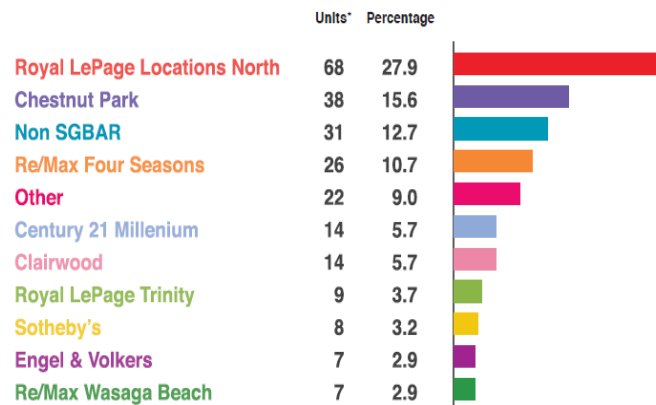 Units* Percentage
Royal LePage Locations North 68 27.9
Chestnut Park 38 15.6
Non SGBAR 31 12.7
Re/Max Four Seasons 26 10.7
Other 22 9.0
Century 21 Millenium 14 5.7
Clairwood 14 5.7
Royal LePage Trinity 9 3.7
Sotheby's 8 3.2
Engel & Volkers 7 2.9
Re/Max Wasaga Beach 7 2.9